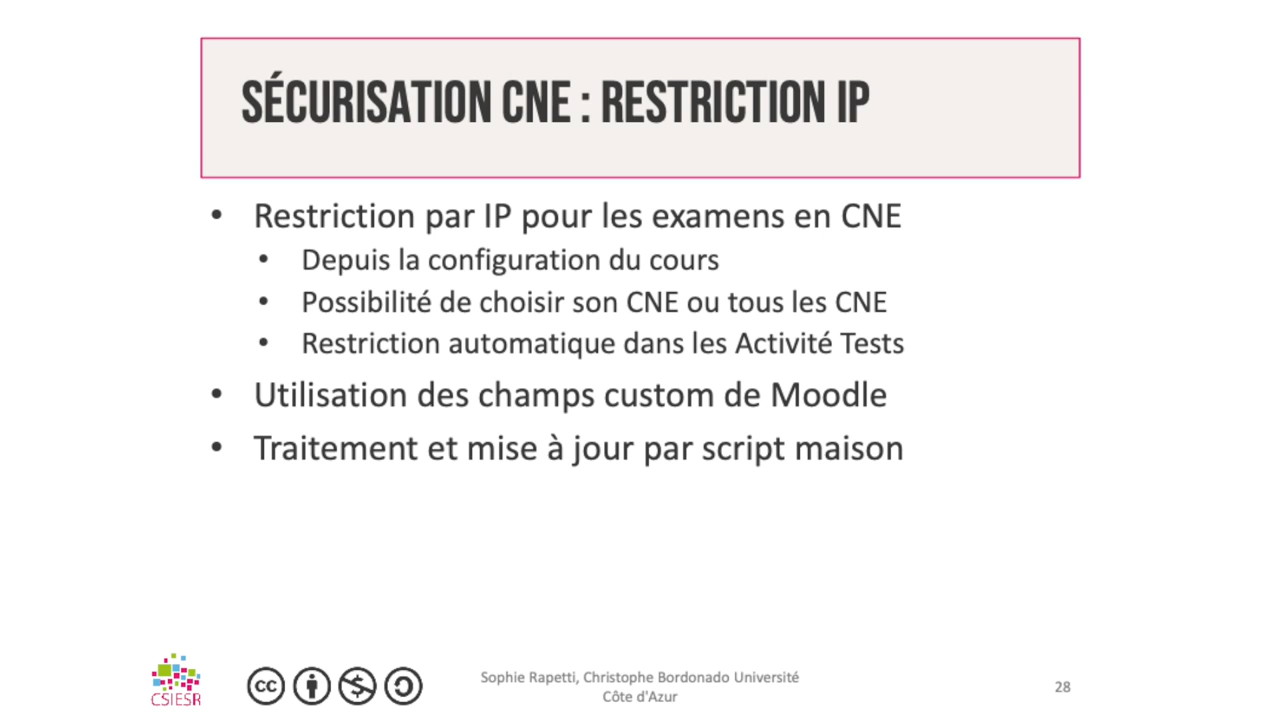 SÉCURISATION CNE : RESTRICTION IP
• Restriction par IP pour les examens en CNE
• Depuis la configuration du cours
• Possibilité de choisir son CNE ou tous les CNE
• Restriction automatique dans les Activité Tests
• Utilisation des champs custom de Moodle
• Traitement et mise à jour par script maison
CSIESR
cc
Sophie Rapetti, Christophe Bordonado Université
Côte d'Azur
28